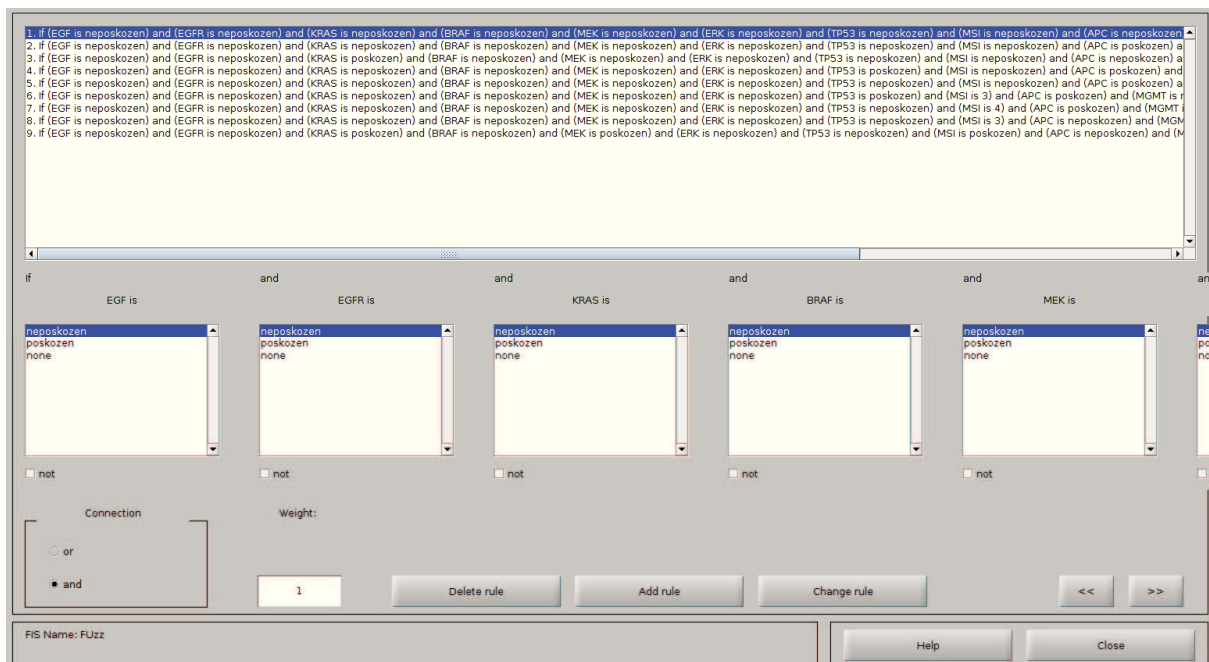 1. If (EGF is neposkozen) and (EGFR is neposkozen) and (KRAS is neposkozen) and (BRAF is neposkozen) and (MEK is neposkozen) and (ERK is neposkozen) and (TP53 is neposkozen) and (MSI is neposkozen) and (APC is neposkozen
2. If (EGF is neposkozen) and (EGFR is neposkozen) and (KRAS is neposkozen) and (BRAF is neposkozen) and (MEK is neposkozen) and (ERK is neposkozen) and (TP53 is neposkozen) and (MSI is neposkozen) and (APC is poskozen) a
3. If (EGF is neposkozen) and (EGFR is neposkozen) and (KRAS is poskozen) and (BRAF is neposkozen) and (MEK is neposkozen) and (ERK is neposkozen) and (TP53 is neposkozen) and (MSI is neposkozen) and (APC is neposkozen) a
4. If (EGF is neposkozen) and (EGFR is neposkozen) and (KRAS is neposkozen) and (BRAF is neposkozen) and (MEK is neposkozen) and (ERK is neposkozen) and (TP53 is poskozen) and (MSI is neposkozen) and (APC is poskozen) and
5. If (EGF is neposkozen) and (EGFR is neposkozen) and (KRAS is neposkozen) and (BRAF is neposkozen) and (MEK is neposkozen) and (ERK is neposkozen) and (TP53 is neposkozen) and (MSI is neposkozen) and (APC is poskozen) a
6. If (EGF is neposkozen) and (EGFR is neposkozen) and (KRAS is neposkozen) and (BRAF is neposkozen) and (MEK is neposkozen) and (ERK is neposkozen) and (TP53 is poskozen) and (MSI is 3) and (APC is poskozen) and (MGMT is n
7. If (EGF is neposkozen) and (EGFR is neposkozen) and (KRAS is neposkozen) and (BRAF is neposkozen) and (MEK is neposkozen) and (ERK is neposkozen) and (TP53 is neposkozen) and (MSI is 4) and (APC is poskozen) and (MGMT i
8. If (EGF is neposkozen) and (EGFR is neposkozen) and (KRAS is neposkozen) and (BRAF is neposkozen) and (MEK is neposkozen) and (ERK is neposkozen) and (TP53 is neposkozen) and (MSI is 3) and (APC is neposkozen) and (MGM
9. If (EGF is neposkozen) and (EGFR is neposkozen) and (KRAS is poskozen) and (BRAF is neposkozen) and (MEK is poskozen) and (ERK is neposkozen) and (TP53 is neposkozen) and (MSI is poskozen) and (APC is neposkozen) and (M
If and and and and an
EGF is EGFR is KRAS is BRAF is MEK is
neposkozen neposkozen neposkozen neposkozen neposkozen ne
poskozen poskozen poskozen poskozen poskozen po
none none none none none no
not not not not not
Connection Weight:
or
and 1 Delete rule Add rule Change rule << >>
FIS Name: FUzz Help Close